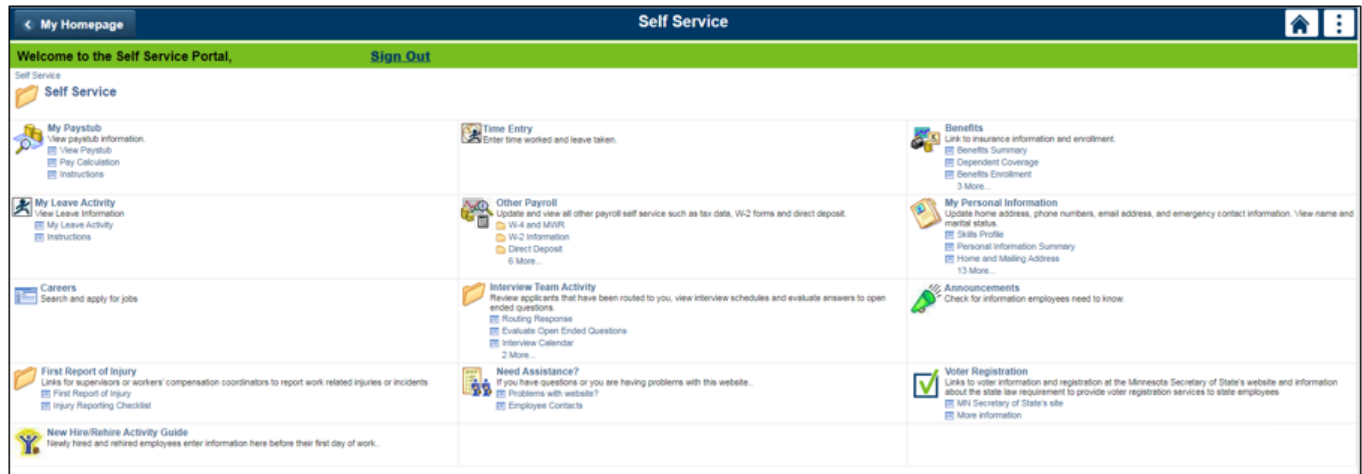 My Homepage
Self Service
Welcome to the Self Service Portal,
Sign Out
Self Service
Self Service
My Paystub
View paystub information.
View Paystub
Pay Calculation
Instructions
Time Entry
Enter time worked and leave taken.
Benefits
Link to insurance information and enrollment.
Benefits Summary
Dependent Coverage
Benefits Enrollment
3 More...
My Leave Activity
View Leave Information
My Leave Activity
Instructions
Other Payroll
Update and view all other payroll self service such as tax data, W-2 forms and direct deposit.
W-4 and MWR
W-2 Information
Direct Deposit
6 More...
My Personal Information
Update home address, phone numbers, email address, and emergency contact information. View name and
marital status.
Skills Profile
Personal Information Summary
Home and Mailing Address
13 More...
Careers
Search and apply for jobs
Interview Team Activity
Review applicants that have been routed to you, view interview schedules and evaluate answers to open
ended questions.
Routing Response
Evaluate Open Ended Questions
Interview Calendar
2 More...
Announcements
Check for information employees need to know.
First Report of Injury
Links for supervisors or workers' compensation coordinators to report work related injuries or incidents
First Report of Injury
Injury Reporting Checklist
Need Assistance?
If you have questions or you are having problems with this website..
Problems with website?
Employee Contacts
Voter Registration
Links to voter information and registration at the Minnesota Secretary of State's website and information
about the state law requirement to provide voter registration services to state employees
MN Secretary of State's site
More information
New Hire/Rehire Activity Guide
Newly hired and rehired employees enter information here before their first day of work..